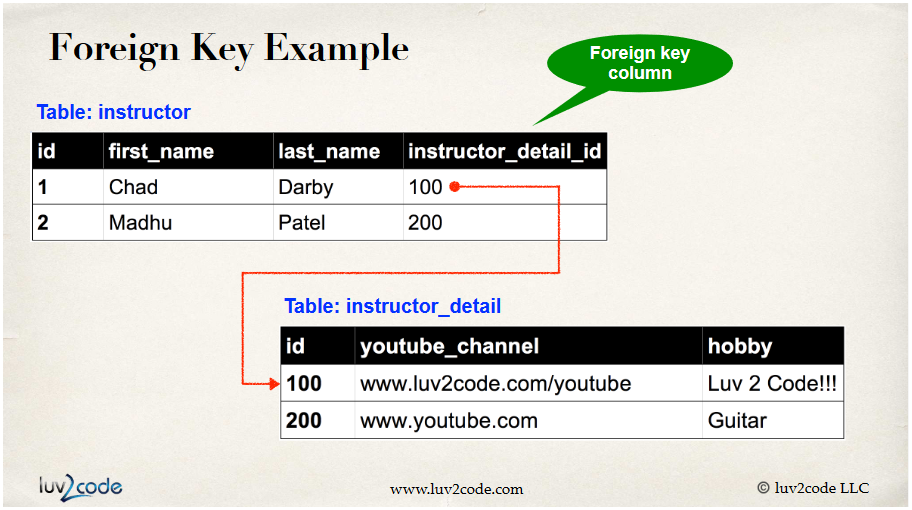 Foreign Key Example
Foreign key
column
Table: instructor
id first_name last_name instructor_detail_id
1 Chad Darby 100
2 Madhu Patel 200
Table: instructor_detail
id youtube_channel hobby
100 www.luv2code.com/youtube Luv 2 Code!!!
200 www.youtube.com Guitar
luv2code www.luv2code.com © luv2code LLC